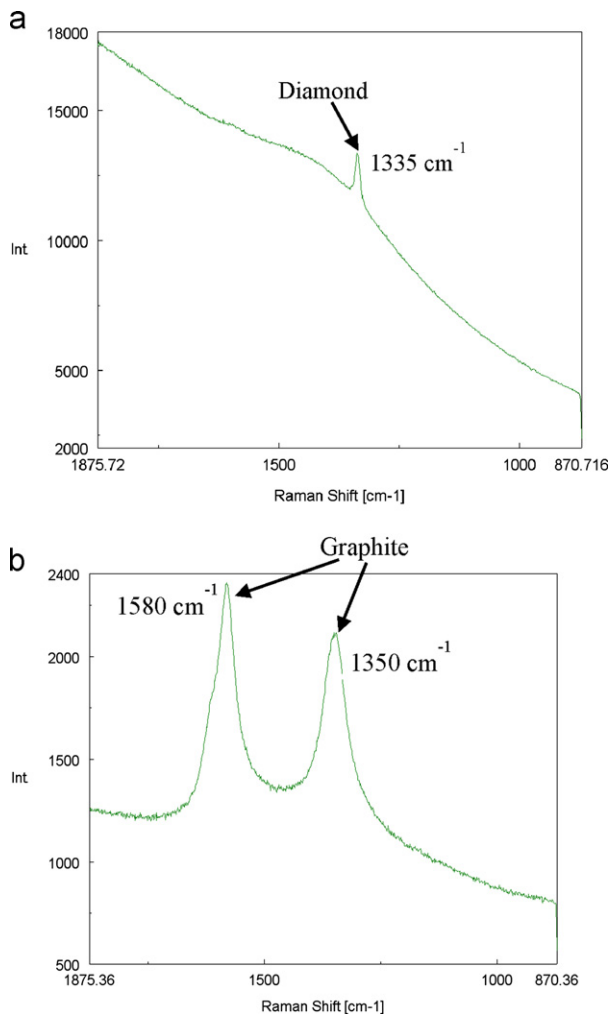 a
18000
15000
Diamond
1335 cm-1
10000
Int
5000
2000
1875.72 1500 1000 870.716
Raman Shift [cm-1]
b
Graphite
2400
1580 cm-1
2000
1350 cm-1
1500
Int
1000
500
1875.36 1500 1000 870.36
Raman Shift [cm-1]